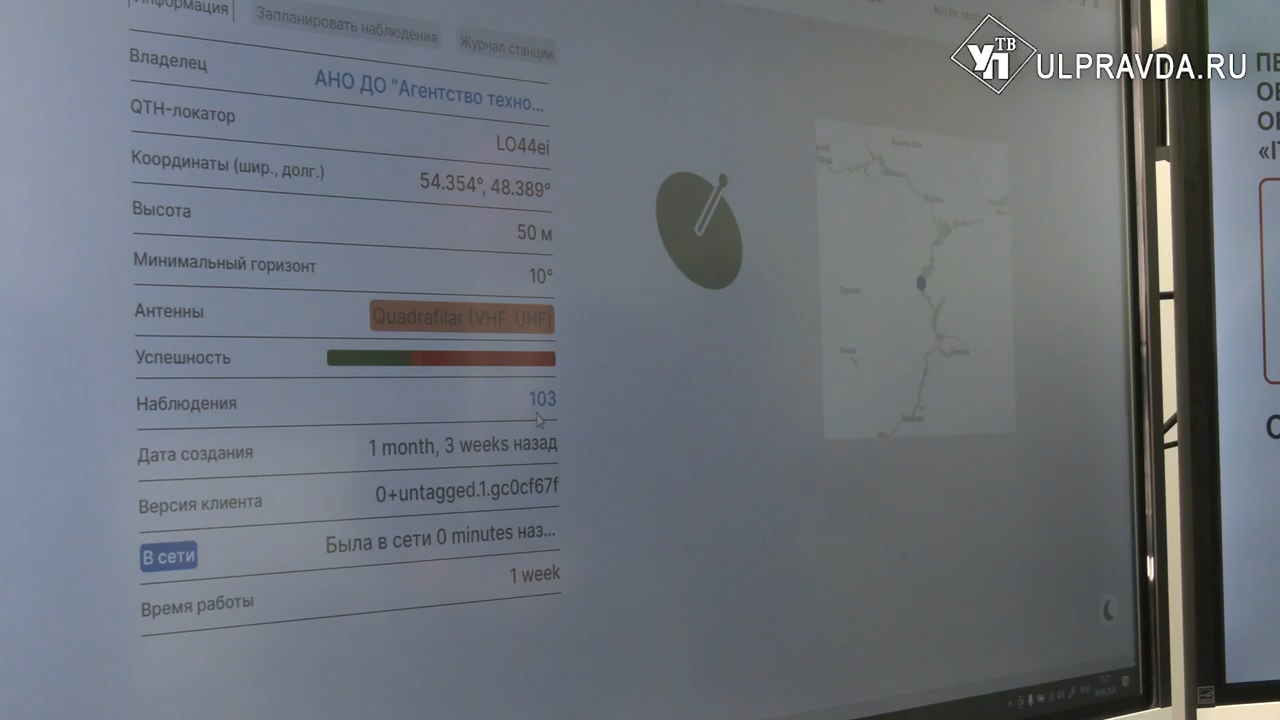 Информация
Запланировать наблюдения
Журнал станции
УП ТВ
ULPRAVDA.RU
Владелец
АНО ДО "Агентство техно...
QTH-локатор
LO44ei
Координаты (шир., долг.)
54.354°, 48.389°
Высота
50 м
Минимальный горизонт
10°
Антенны
Quadrafilar (VHF, UHF)
Успешность
Наблюдения
103
Дата создания
1 month, 3 weeks назад
Версия клиента
0+untagged.1.gc0cf67f
В сети
Была в сети 0 minutes наз...
Время работы
1 week